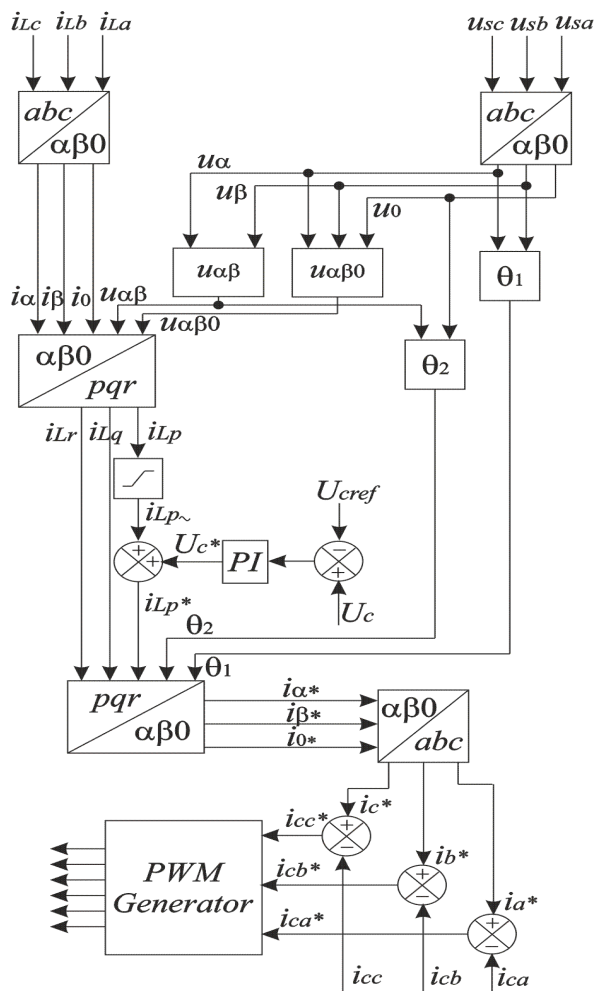 iLc iLb iLa usc usb usa
abc abc
αβ0 αβ0
uα
uβ
u0
uαβ uαβ0 θ1
iα iβ i0 uαβ
uαβ0
αβ0
pqr
θ2
iLr iLq iLp
Ucref
iLp~
+ + Uc* PI − +
iLp* Uc
θ2
θ1
pqr
αβ0
iα*
iβ*
i0*
αβ0
abc
ic*
icc* + −
ib*
icb* + −
ia*
ica* + −
PWM
Generator
icc icb ica